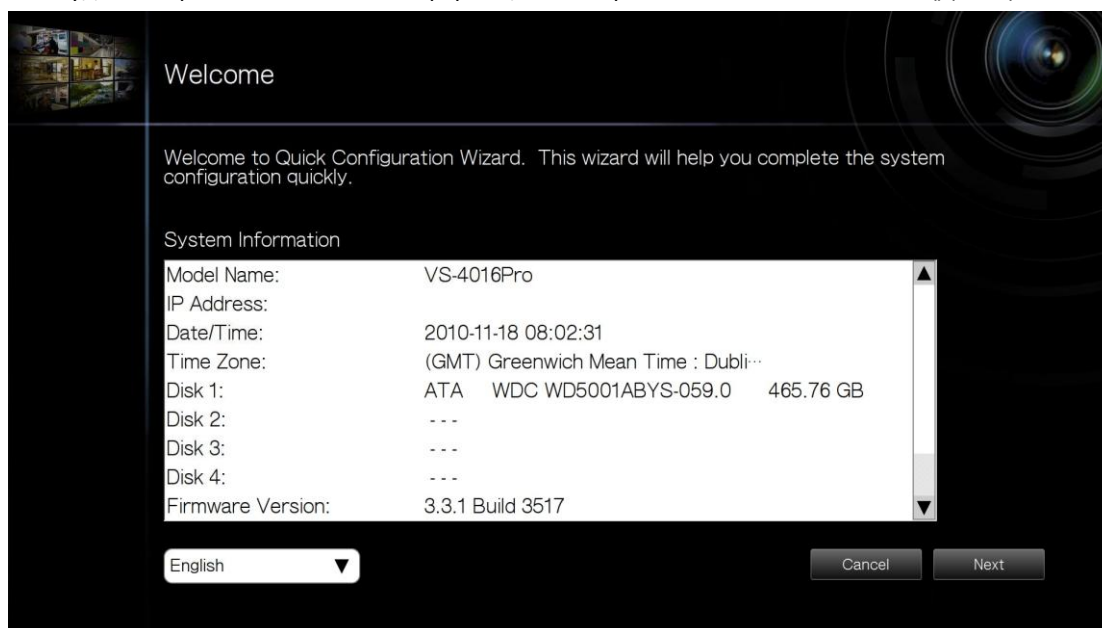 Welcome
Welcome to Quick Configuration Wizard. This wizard will help you complete the system
configuration quickly.
System Information
Model Name: VS-4016Pro
IP Address:
Date/Time: 2010-11-18 08:02:31
Time Zone: (GMT) Greenwich Mean Time : Dubli…
Disk 1: ATA WDC WD5001ABYS-059.0 465.76 GB
Disk 2: ---
Disk 3: ---
Disk 4: ---
Firmware Version: 3.3.1 Build 3517
English ▼ Cancel Next